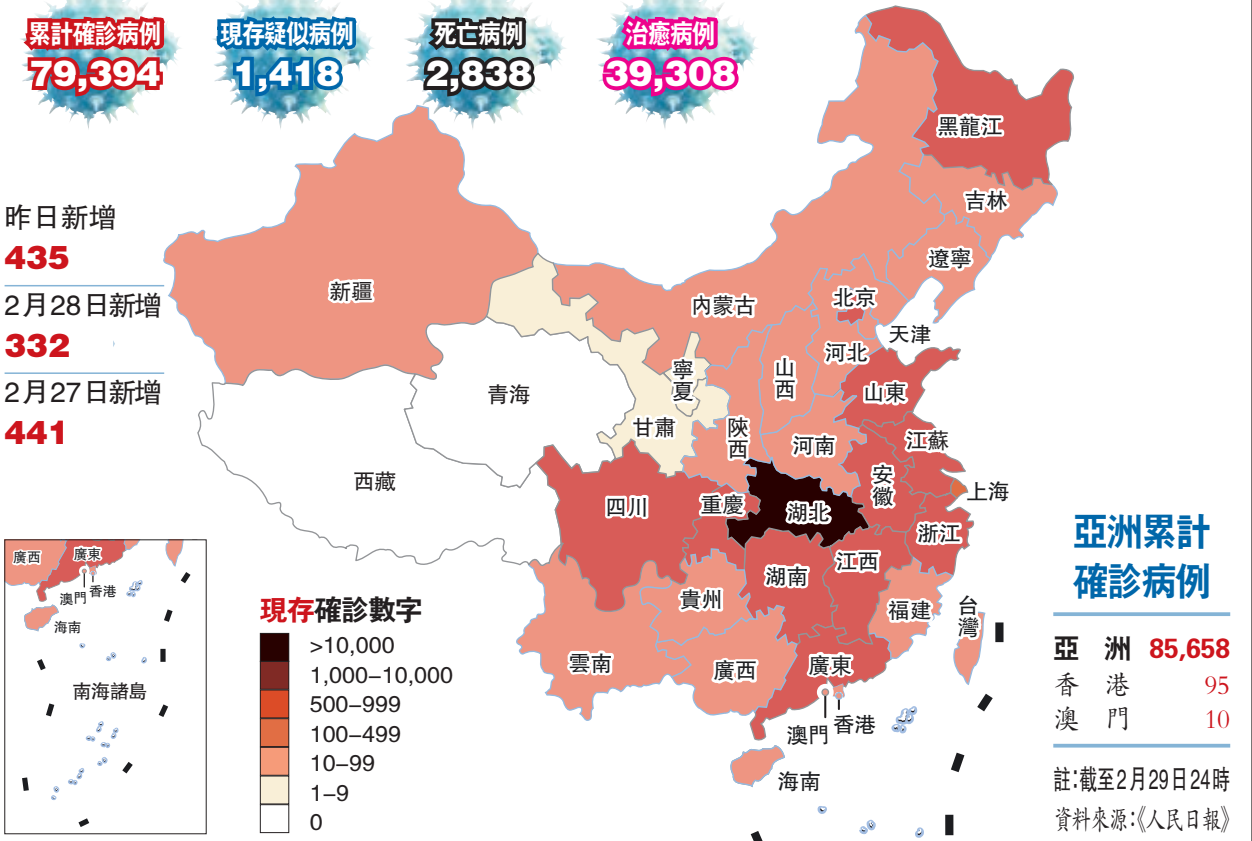 累計確診病例
79,394
現存疑似病例
1,418
死亡病例
2,838
治癒病例
39,308
昨日新增
435
2月28日新增
332
2月27日新增
441
黑龍江
吉林
遼寧
新疆
內蒙古
北京
天津
河北
山西
寧夏
山東
青海
甘肅
陝西
河南
江蘇
安徽
上海
西藏
四川
重慶
湖北
浙江
湖南
江西
貴州
福建
台灣
雲南
廣西
廣東
澳門
香港
海南
廣西
廣東
澳門
香港
海南
南海諸島
現存確診數字
>10,000
1,000–10,000
500–999
100–499
10–99
1–9
0
亞洲累計
確診病例
亞洲 85,658
香港 95
澳門 10
註:截至2月29日24時
資料來源:《人民日報》